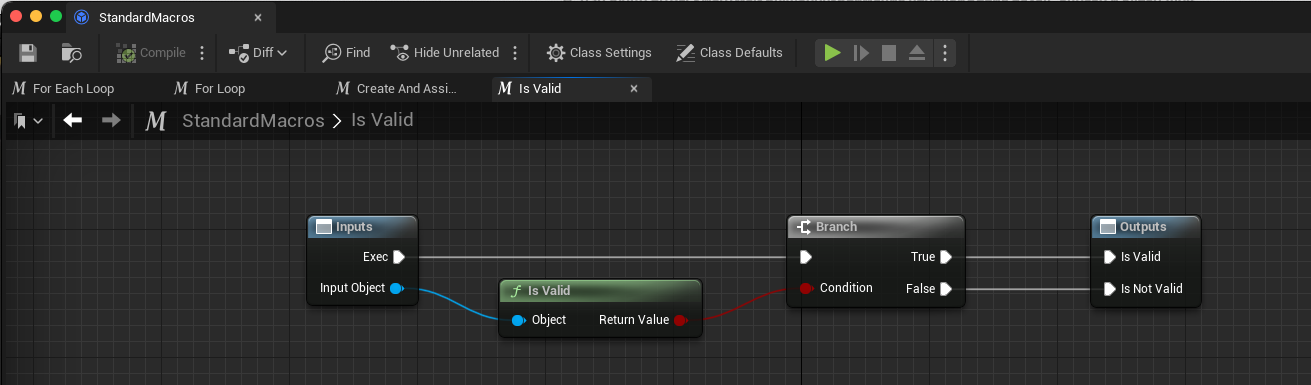 StandardMacros
Compile Diff Find Hide Unrelated Class Settings Class Defaults
For Each Loop For Loop Create And Assi... Is Valid
StandardMacros > Is Valid
Inputs
Exec
Input Object
Is Valid
Object Return Value
Branch
True
Condition False
Outputs
Is Valid
Is Not Valid